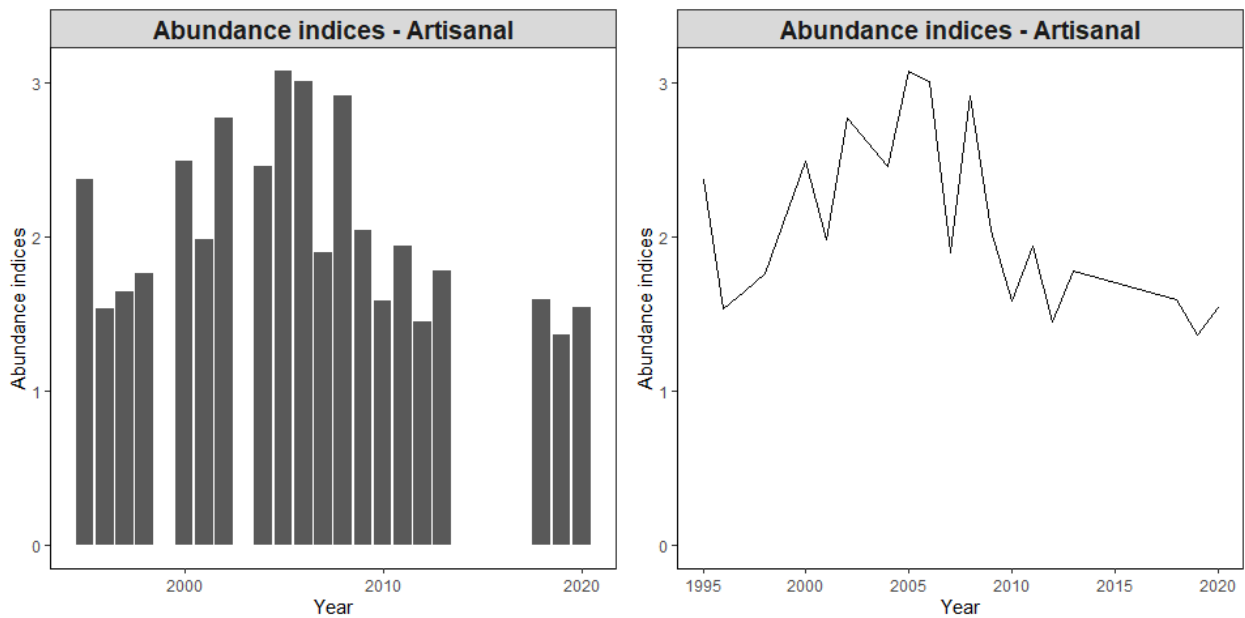 Abundance indices - Artisanal
Abundance indices
3
2
1
0
2000
2010
2020
Year
Abundance indices - Artisanal
Abundance indices
3
2
1
0
1995
2000
2005
2010
2015
2020
Year